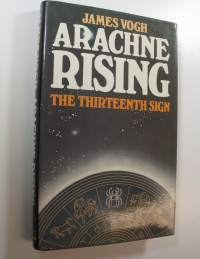 JAMES VOGH
ARACHNE
RISING
THE THIRTEENTH SIGN